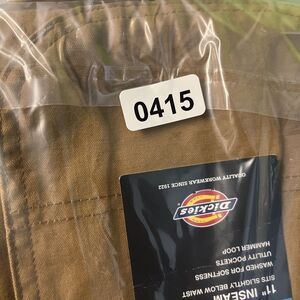 0415
11" INSEAM
SITS SLIGHTLY BELOW WAIST
WASHED FOR SOFTNESS
UTILITY POCKETS
HAMMER LOOP
Dickies
QUALITY WORKWEAR SINCE 1922